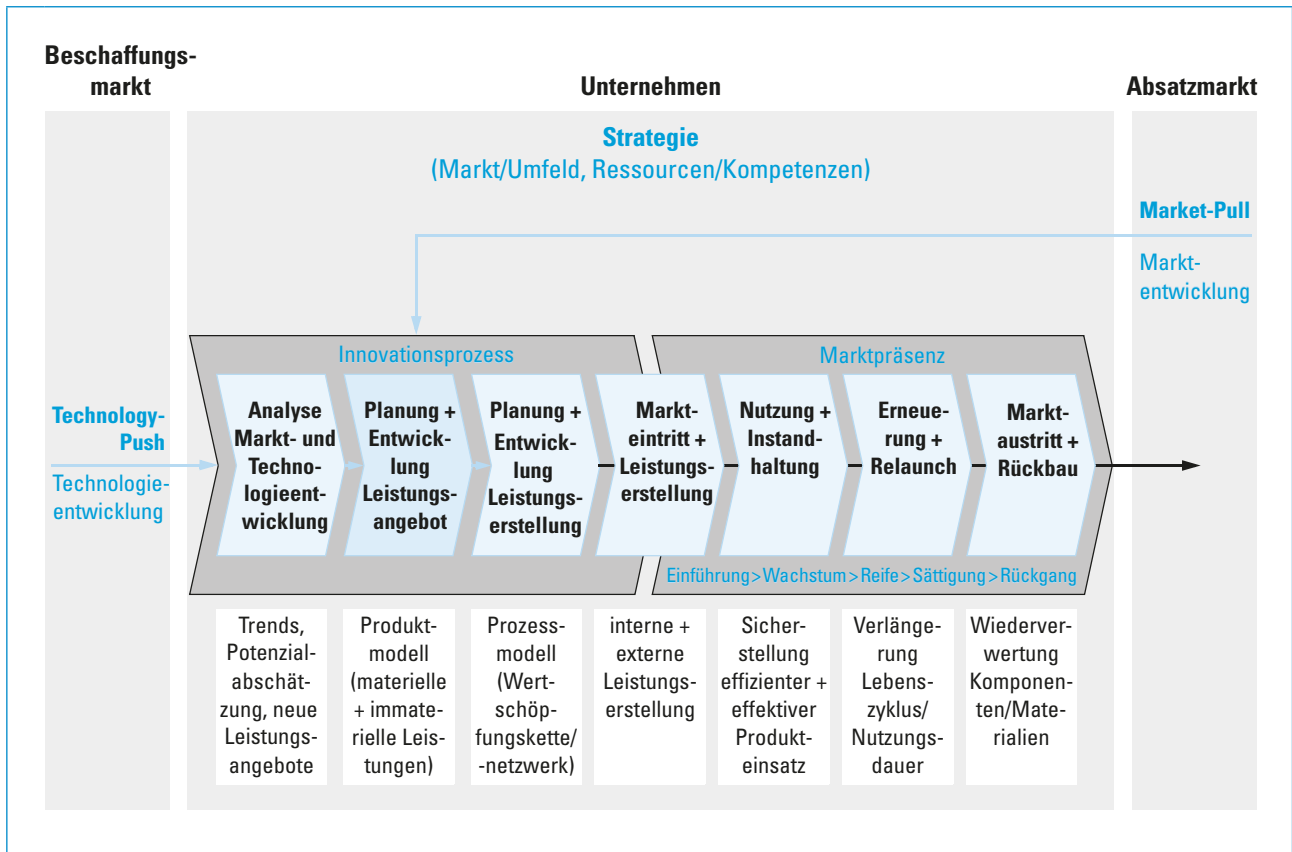 Beschaffungs-
markt
Unternehmen
Absatzmarkt
Strategie
(Markt/Umfeld, Ressourcen/Kompetenzen)
Market-Pull
Markt-
entwicklung
Technology-
Push
Technologie-
entwicklung
Innovationsprozess
Marktpräsenz
Analyse
Markt- und
Techno-
logieent-
wicklung
Planung +
Entwick-
lung
Leistungs-
angebot
Planung +
Entwick-
lung
Leistungs-
erstellung
Markt-
eintritt +
Leistungs-
erstellung
Nutzung +
Instand-
haltung
Erneue-
rung +
Relaunch
Markt-
austritt +
Rückbau
Einführung>Wachstum>Reife>Sättigung>Rückgang
Trends,
Potenzial-
abschät-
zung, neue
Leistungs-
angebote
Produkt-
modell
(materielle
+ immate-
rielle Leis-
tungen)
Prozess-
modell
(Wert-
schöp-
fungskette/
-netzwerk)
interne +
externe
Leistungs-
erstellung
Sicher-
stellung
effizienter +
effektiver
Produkt-
einsatz
Verlänge-
rung
Lebens-
zyklus/
Nutzungs-
dauer
Wiederver-
wertung
Komponen-
ten/Mate-
rialien